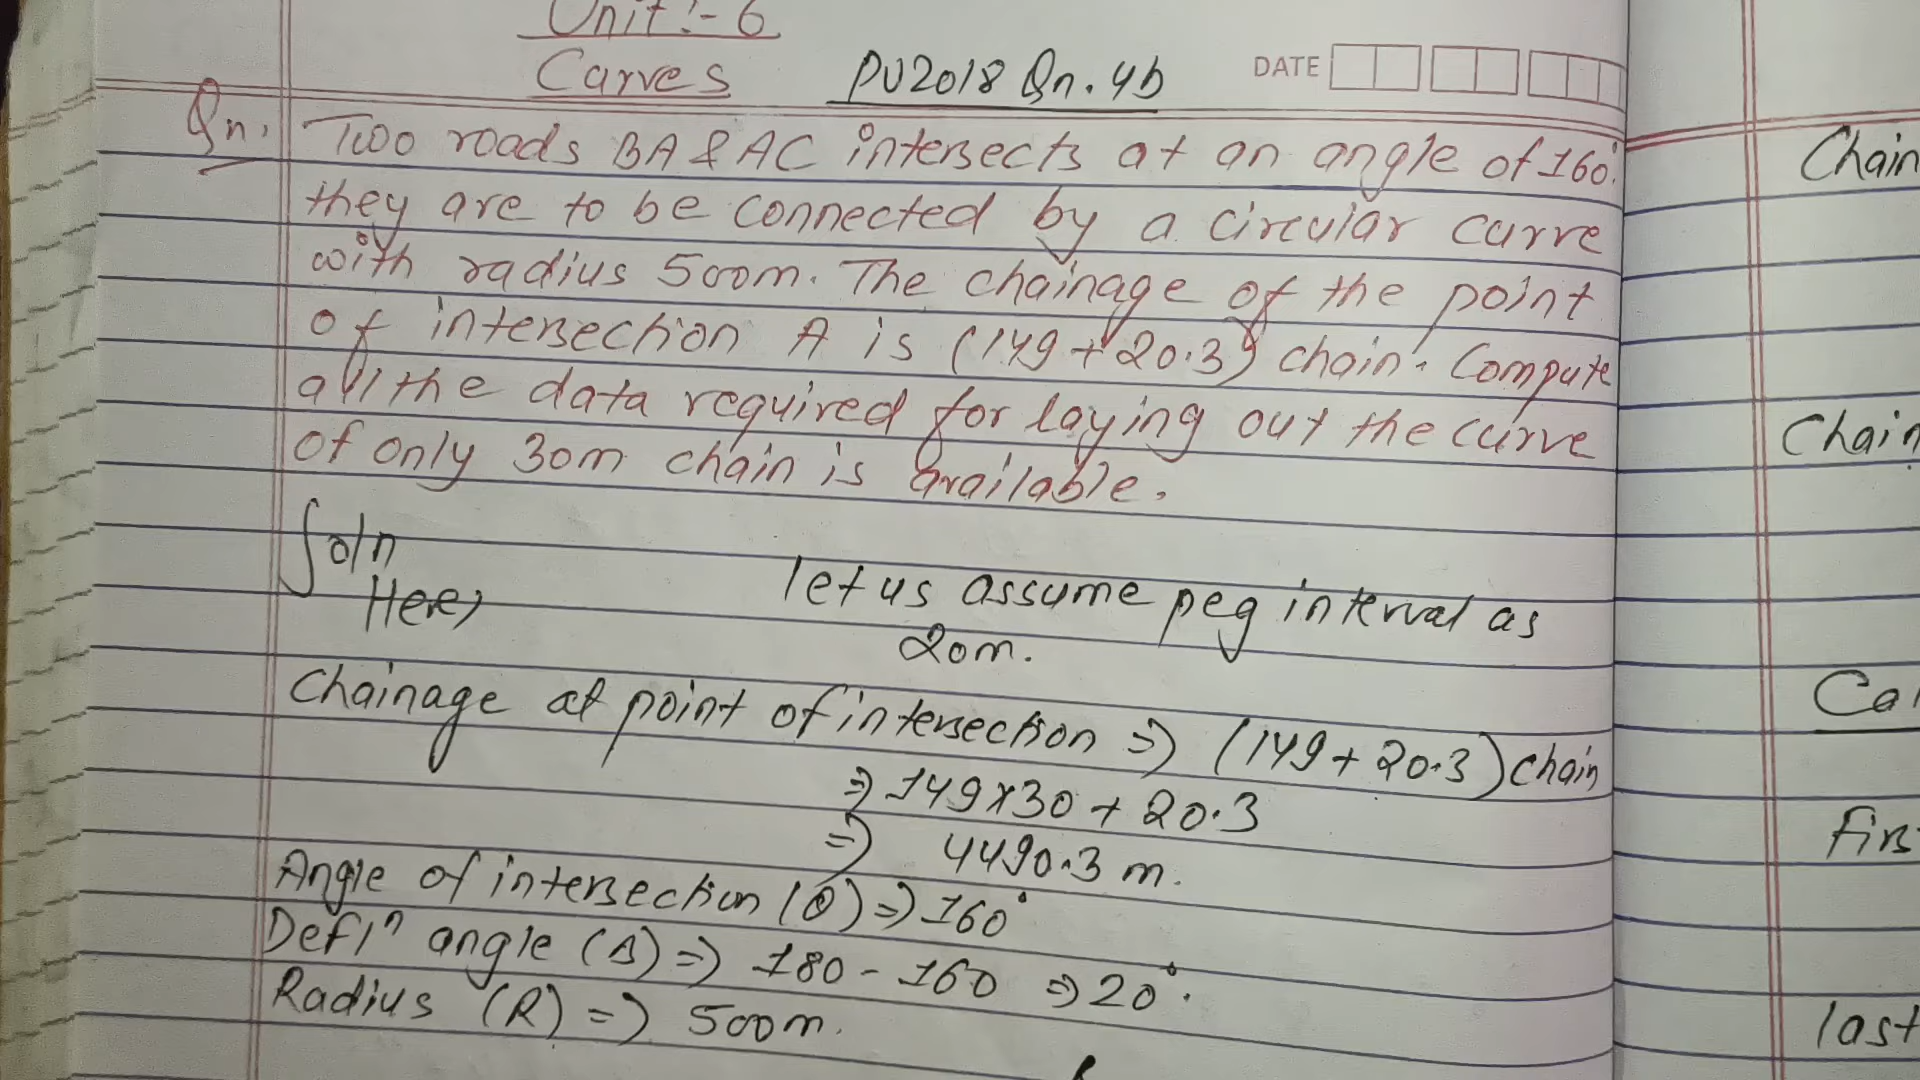 Unit:- 6
Curves PU2018 Qn. 4b DATE
Qn. Two roads BA & AC intersects at an angle of 160°.
they are to be connected by a circular curve
with radius 500m. The chainage of the point
of intersection A is (149 + 20.3) chain. Compute
all the data required for laying out the curve
of only 30m chain is available.
Soln
Here, let us assume peg interval as
20m.
Chainage at point of intersection => (149 + 20.3) chain
=> 149 x 30 + 20.3
=> 4490.3 m.
Angle of intersection (θ) => 160°
Defln angle (Δ) => 180 - 160 => 20°.
Radius (R) => 500m.
Chain
Chain
Ca
firs
last